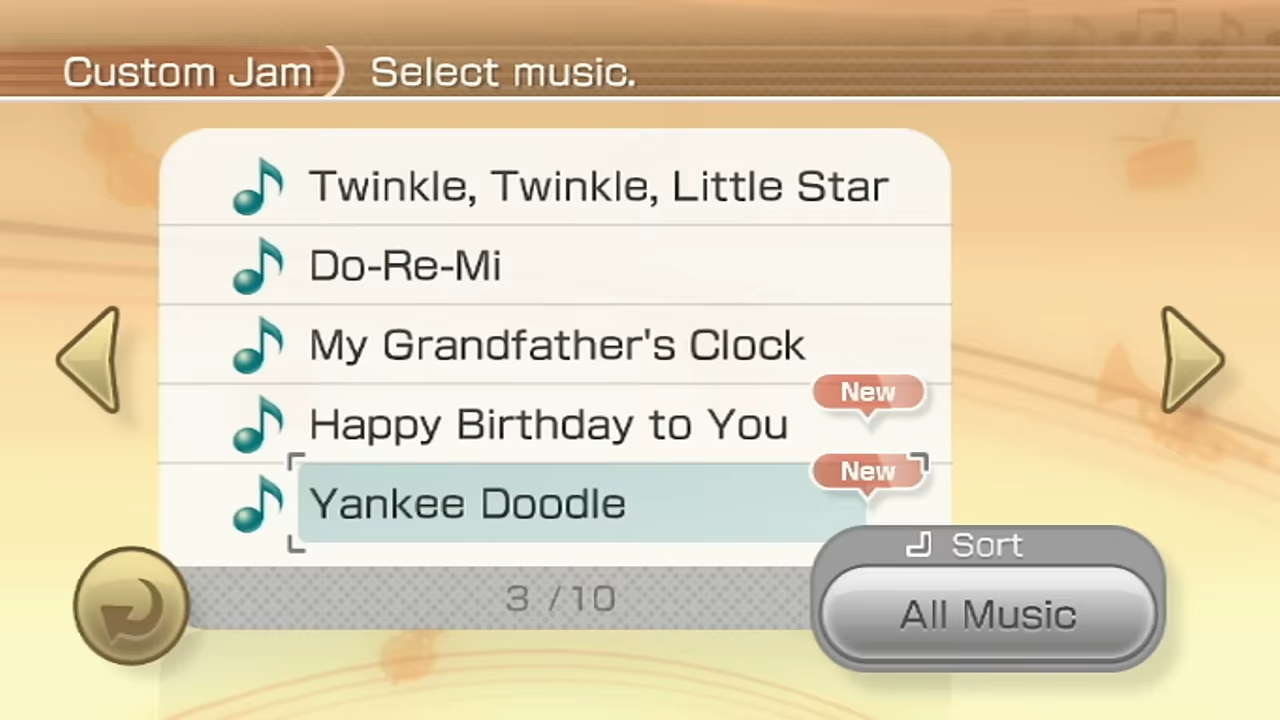 Custom Jam Select music.
Twinkle, Twinkle, Little Star
Do-Re-Mi
My Grandfather's Clock
New
Happy Birthday to You
New
Yankee Doodle
Sort
3 /10
All Music